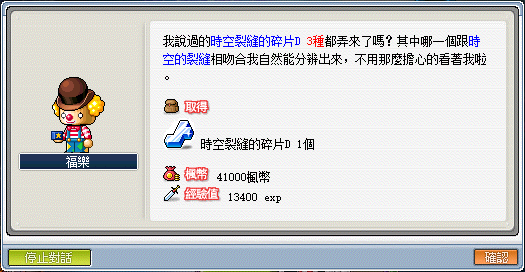 我說過的時空裂縫的碎片D 3種都弄來了嗎? 其中哪一個跟時
空的裂縫相吻合我自然能分辨出來, 不用那麼擔心的看著我啦
。
取得
時空裂縫的碎片D 1個
楓幣 41000楓幣
經驗值 13400 exp
福樂
停止對話
確認